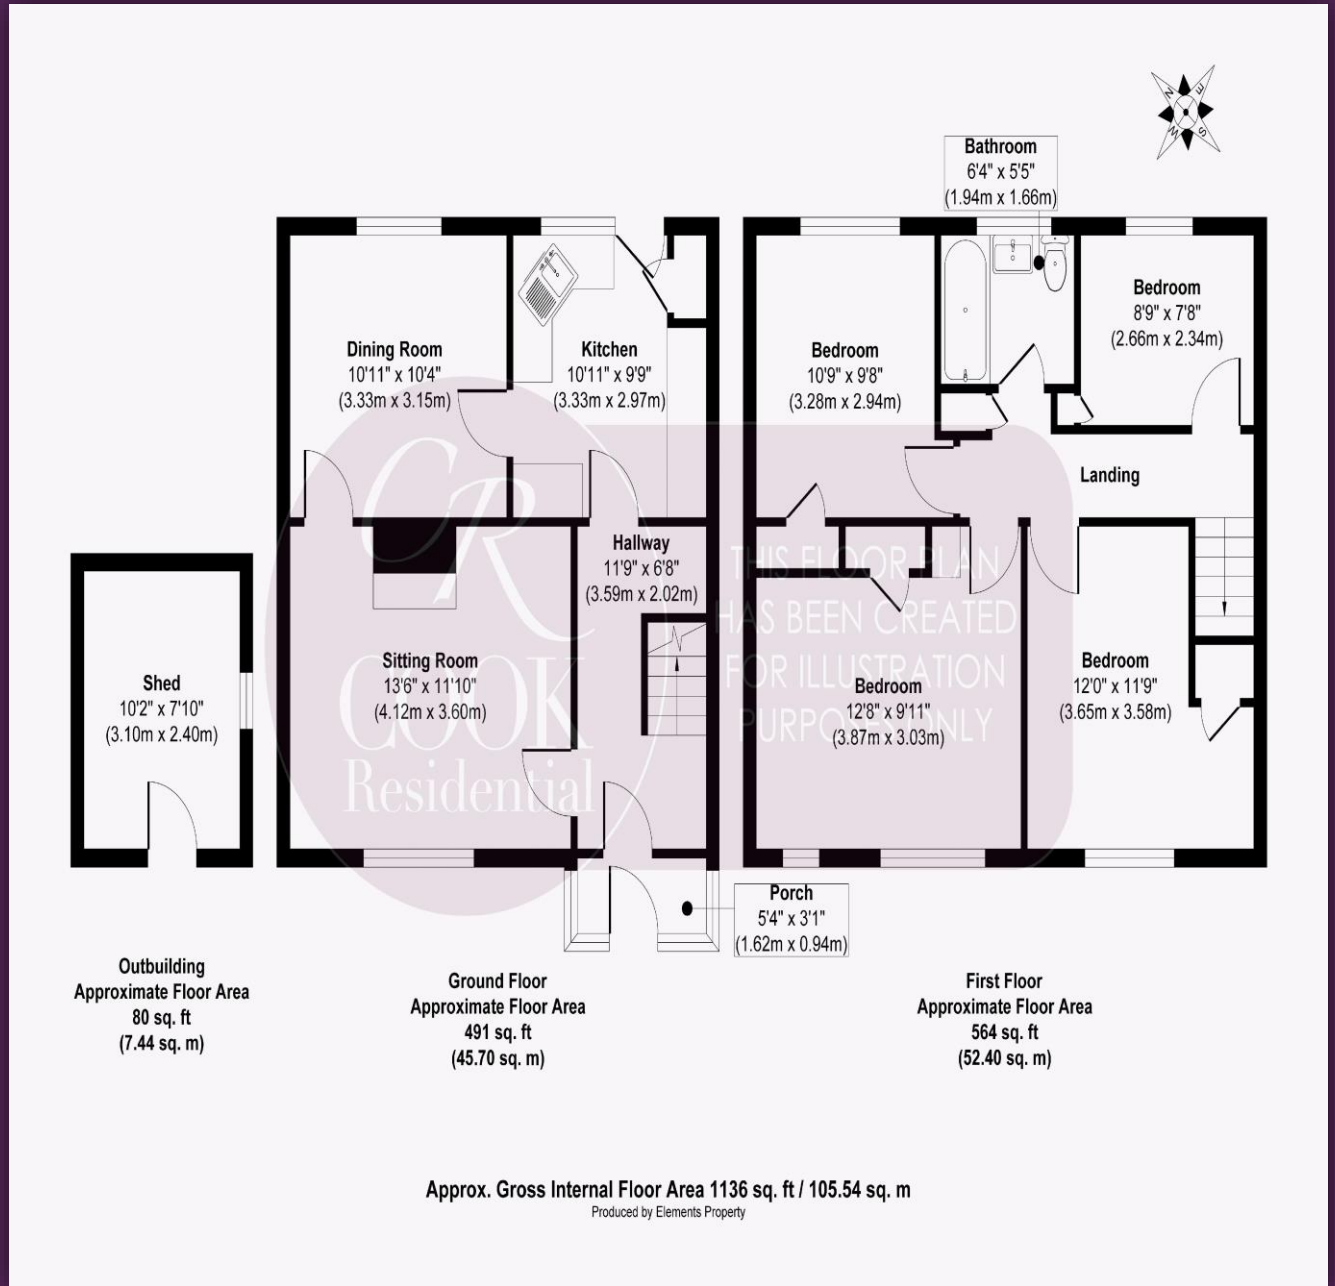 N
E
W
S
Bathroom
6'4" x 5'5"
(1.94m x 1.66m)
Dining Room
10'11" x 10'4"
(3.33m x 3.15m)
Kitchen
10'11" x 9'9"
(3.33m x 2.97m)
Bedroom
10'9" x 9'8"
(3.28m x 2.94m)
Bedroom
8'9" x 7'8"
(2.66m x 2.34m)
Landing
Hallway
11'9" x 6'8"
(3.59m x 2.02m)
Shed
10'2" x 7'10"
(3.10m x 2.40m)
Sitting Room
13'6" x 11'10"
(4.12m x 3.60m)
Bedroom
12'8" x 9'11"
(3.87m x 3.03m)
Bedroom
12'0" x 11'9"
(3.65m x 3.58m)
CR
COOK
Residential
THIS FLOOR PLAN
HAS BEEN CREATED
FOR ILLUSTRATION
PURPOSES ONLY
Porch
5'4" x 3'1"
(1.62m x 0.94m)
Outbuilding
Approximate Floor Area
80 sq. ft
(7.44 sq. m)
Ground Floor
Approximate Floor Area
491 sq. ft
(45.70 sq. m)
First Floor
Approximate Floor Area
564 sq. ft
(52.40 sq. m)
Approx. Gross Internal Floor Area 1136 sq. ft / 105.54 sq. m
Produced by Elements Property